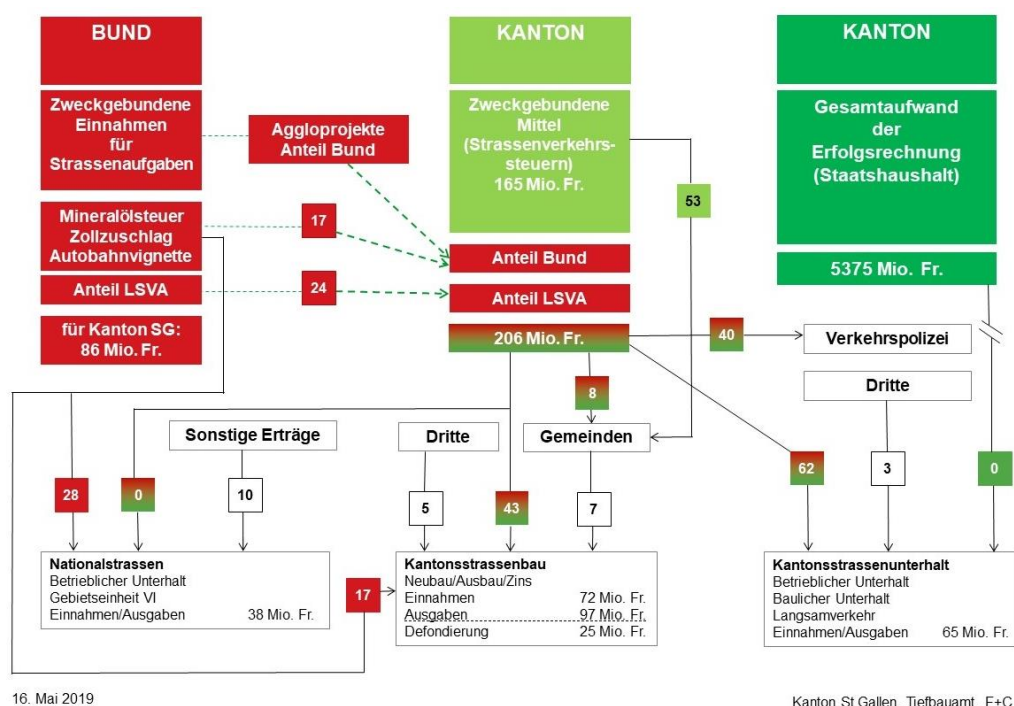 BUND
Zweckgebundene
Einnahmen
für
Strassenaufgaben
Mineralölsteuer
Zollzuschlag
Autobahnvignette
Anteil LSVA
für Kanton SG:
86 Mio. Fr.
Aggloprojekte
Anteil Bund
17
24
KANTON
Zweckgebundene
Mittel
(Strassenverkehrs-
steuern)
165 Mio. Fr.
Anteil Bund
Anteil LSVA
206 Mio. Fr.
53
KANTON
Gesamtaufwand
der
Erfolgsrechnung
(Staatshaushalt)
5375 Mio. Fr.
40
Verkehrspolizei
Dritte
8
Sonstige Erträge
Dritte
Gemeinden
28
0
10
5
43
7
62
3
0
Nationalstrassen
Betrieblicher Unterhalt
Gebietseinheit VI
Einnahmen/Ausgaben 38 Mio. Fr.
17
Kantonsstrassenbau
Neubau/Ausbau/Zins
Einnahmen 72 Mio. Fr.
Ausgaben 97 Mio. Fr.
Defondierung 25 Mio. Fr.
Kantonsstrassenunterhalt
Betrieblicher Unterhalt
Baulicher Unterhalt
Langsamverkehr
Einnahmen/Ausgaben 65 Mio. Fr.
16. Mai 2019
Kanton St.Gallen, Tiefbauamt, F+C